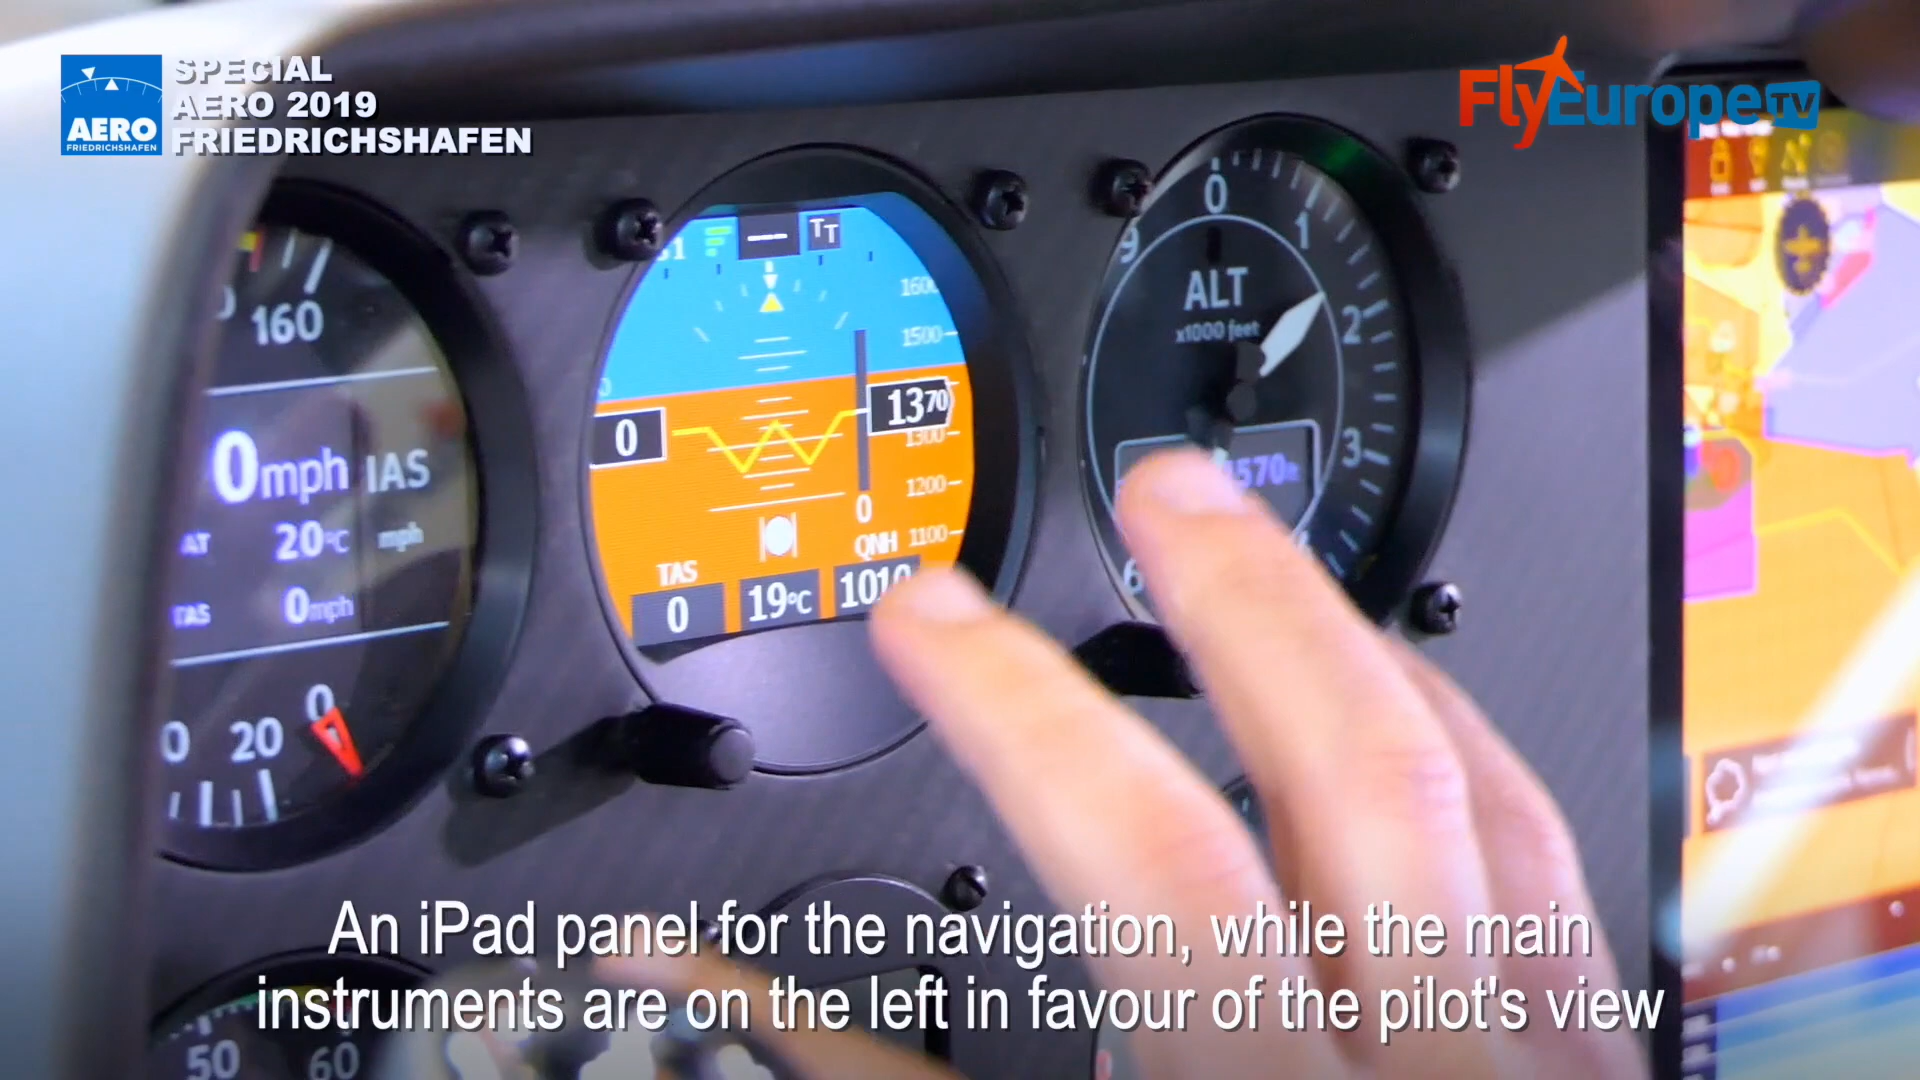 SPECIAL
AERO 2019
FRIEDRICHSHAFEN
AERO
FRIEDRICHSHAFEN
FlyEurope TV
160
0mph IAS
AT 20°C mph
TAS 0mph
20 0
TT
1600
1500
0
1370
1300
1200
0
QNH 1100
TAS
0 19°C 1010
0
1
9
ALT
x1000 feet
2
3
570ft
6
50 60
An iPad panel for the navigation, while the main
instruments are on the left in favour of the pilot's view